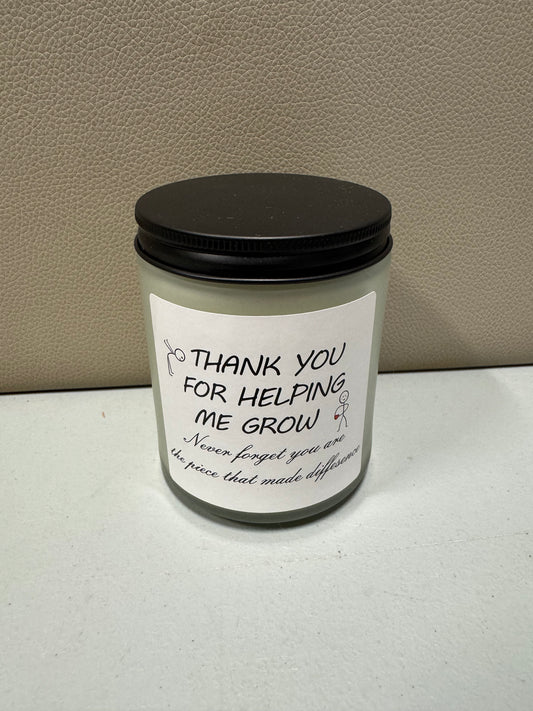 THANK YOU
FOR HELPING
ME GROW
Never forget you are
the piece that made difference